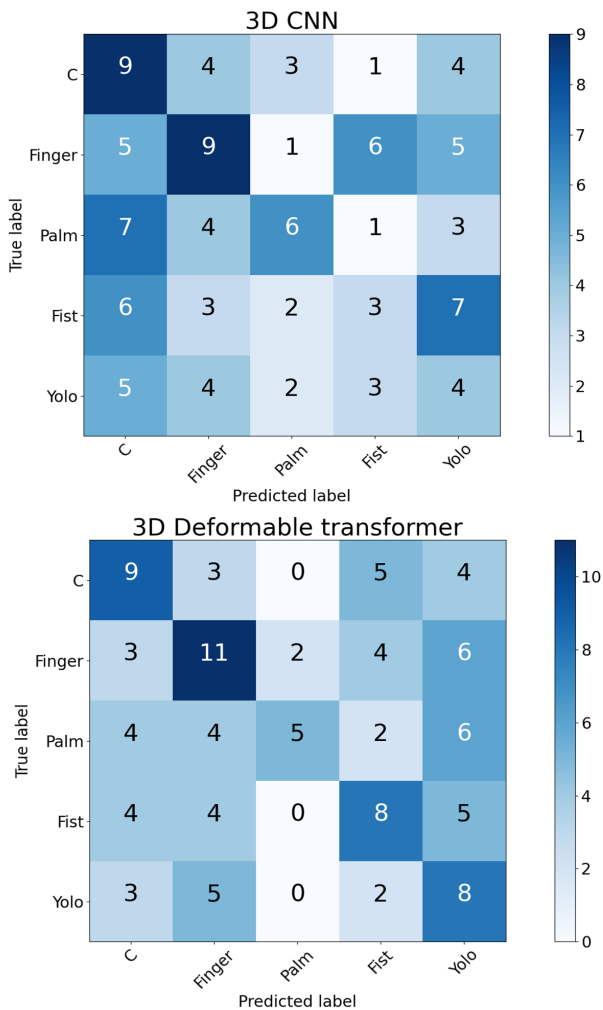 3D CNN
C 9 4 3 1 4
Finger 5 9 1 6 5
Palm 7 4 6 1 3
Fist 6 3 2 3 7
Yolo 5 4 2 3 4
True label
C Finger Palm Fist Yolo
Predicted label
9
8
7
6
5
4
3
2
1
3D Deformable transformer
C 9 3 0 5 4
Finger 3 11 2 4 6
Palm 4 4 5 2 6
Fist 4 4 0 8 5
Yolo 3 5 0 2 8
True label
C Finger Palm Fist Yolo
Predicted label
10
8
6
4
2
0